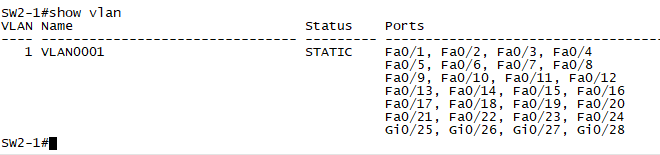 SW2-1#show vlan
VLAN Name Status Ports
---- -------------------------------- --------- -----------------------------------
1 VLAN0001 STATIC Fa0/1, Fa0/2, Fa0/3, Fa0/4
Fa0/5, Fa0/6, Fa0/7, Fa0/8
Fa0/9, Fa0/10, Fa0/11, Fa0/12
Fa0/13, Fa0/14, Fa0/15, Fa0/16
Fa0/17, Fa0/18, Fa0/19, Fa0/20
Fa0/21, Fa0/22, Fa0/23, Fa0/24
Gi0/25, Gi0/26, Gi0/27, Gi0/28
SW2-1#